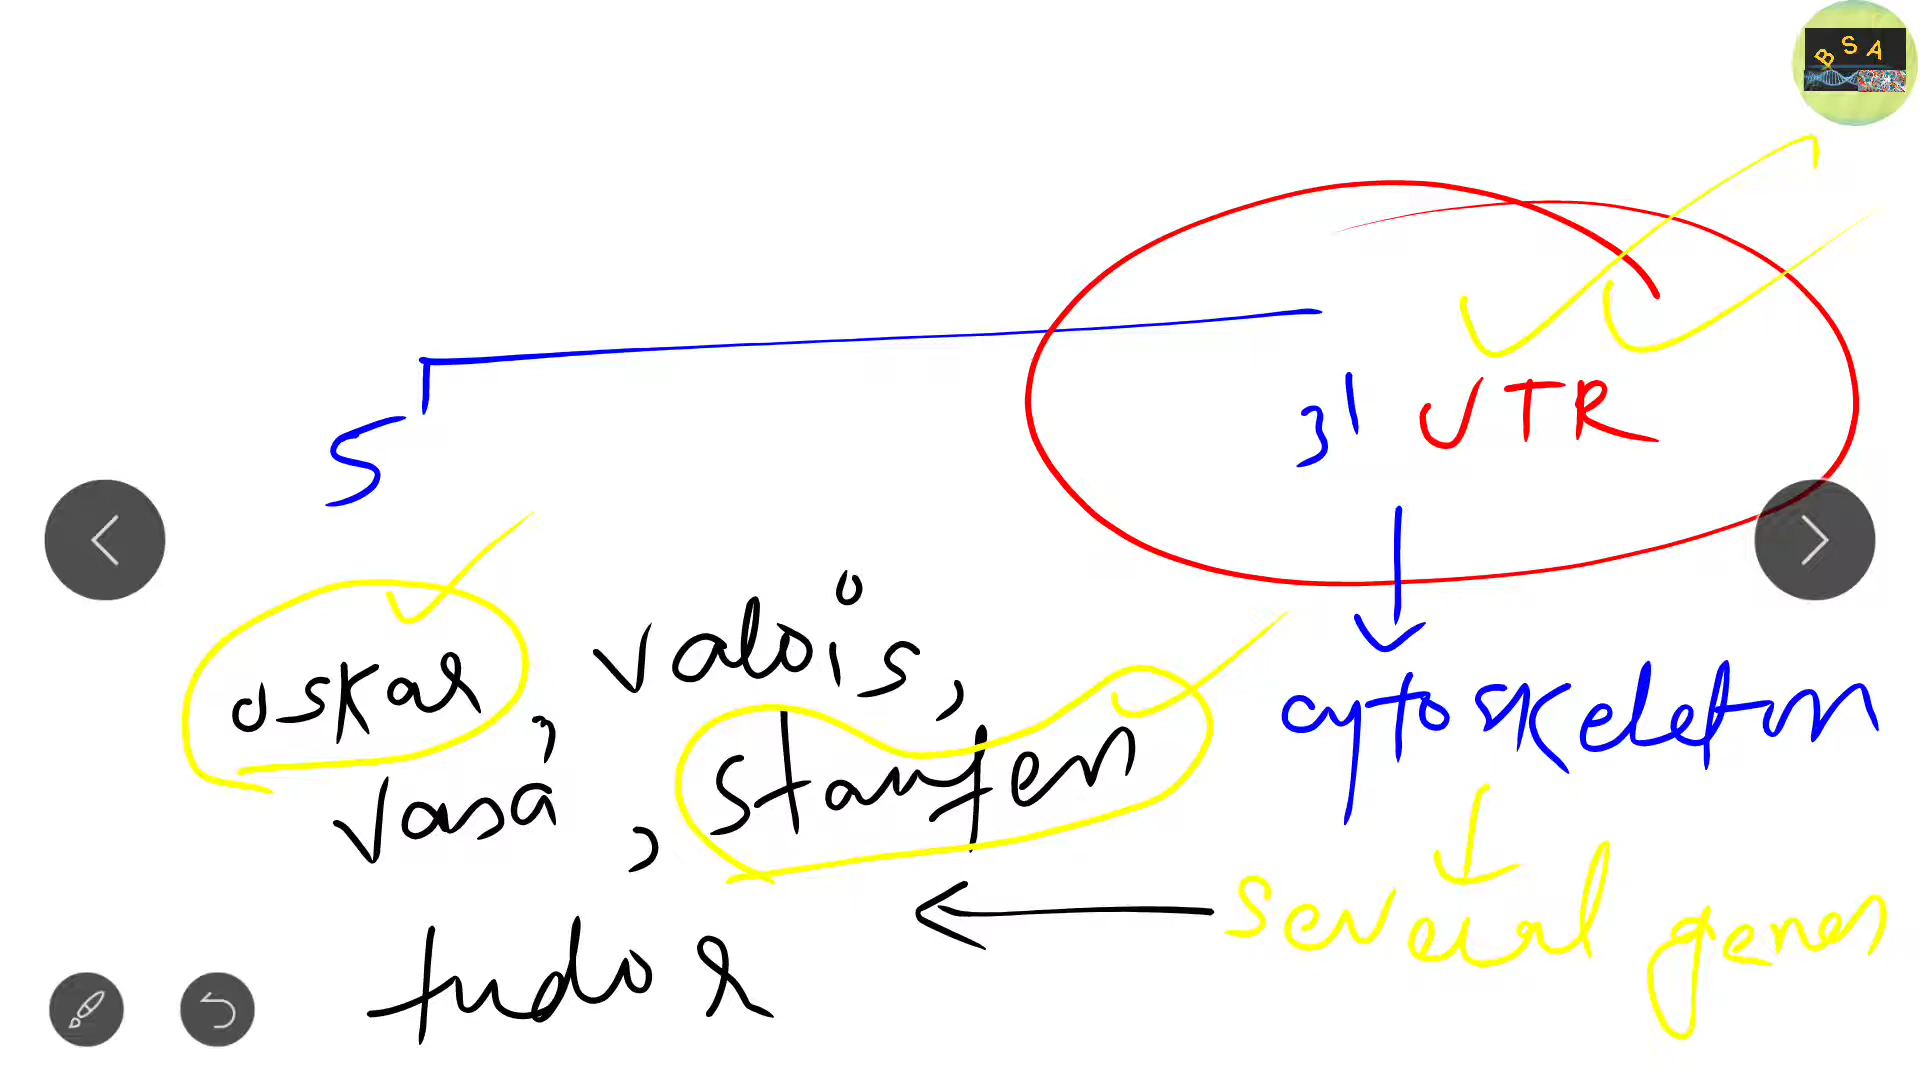 BSA
5'
3' UTR
cytoskeleton
several genes
oskar, valois,
vasa, staufen
tudor